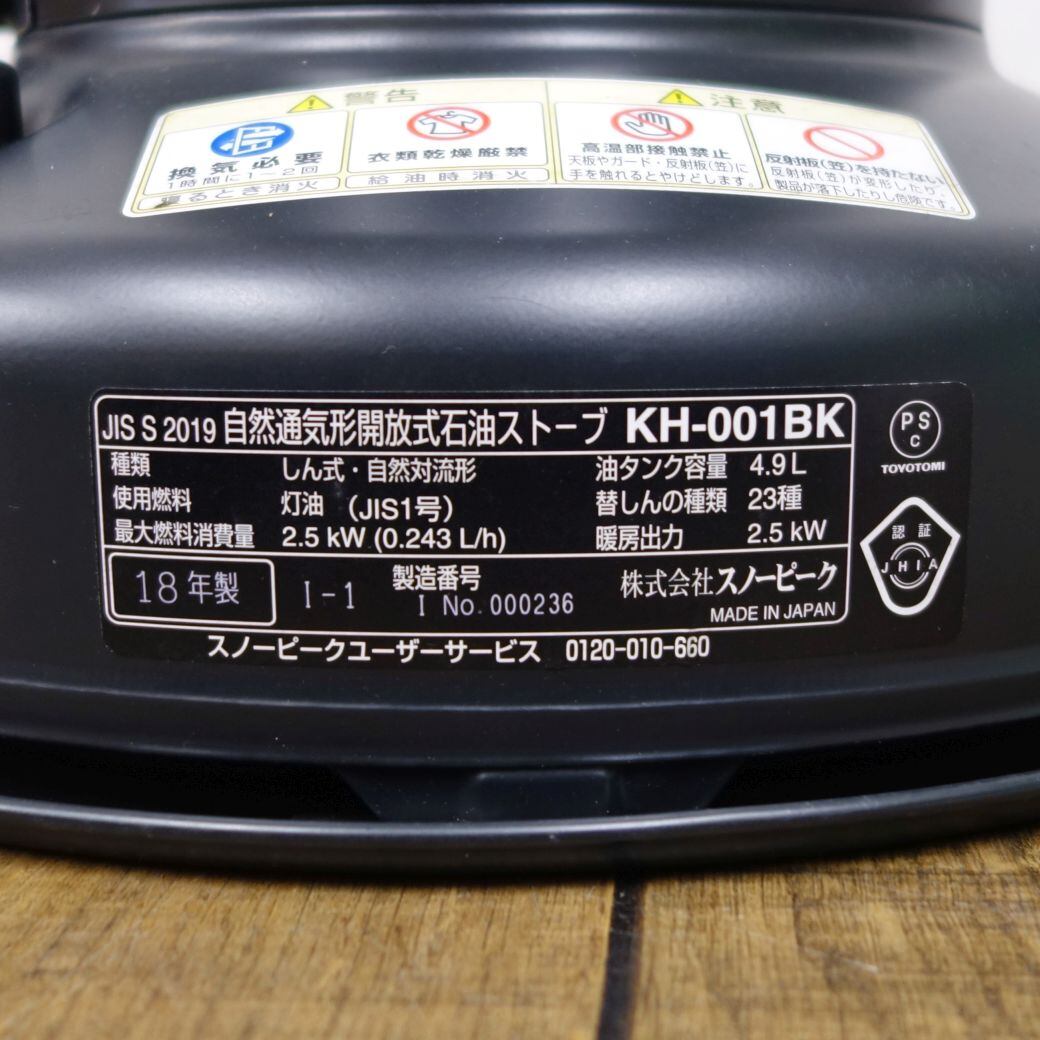 警告
注意
換気必要
1時間に1~2回
寝るとき消火
衣類乾燥厳禁
給油時消火
高温部接触禁止
天板やガード・反射板(笠)に
手を触れるとやけどします。
反射板(笠)を持たない
反射板(笠)が変形したり
製品が落下したりし危険です。
JIS S 2019 自然通気形開放式石油ストーブ KH-001BK
種類 しん式・自然対流形 油タンク容量 4.9 L
使用燃料 灯油 (JIS1号) 替しんの種類 23種
最大燃料消費量 2.5 kW (0.243 L/h) 暖房出力 2.5 kW
18年製 I-1 製造番号 I No. 000236 株式会社スノーピーク
MADE IN JAPAN
スノーピークユーザーサービス 0120-010-660
PS
C
TOYOTOMI
認証
JHIA